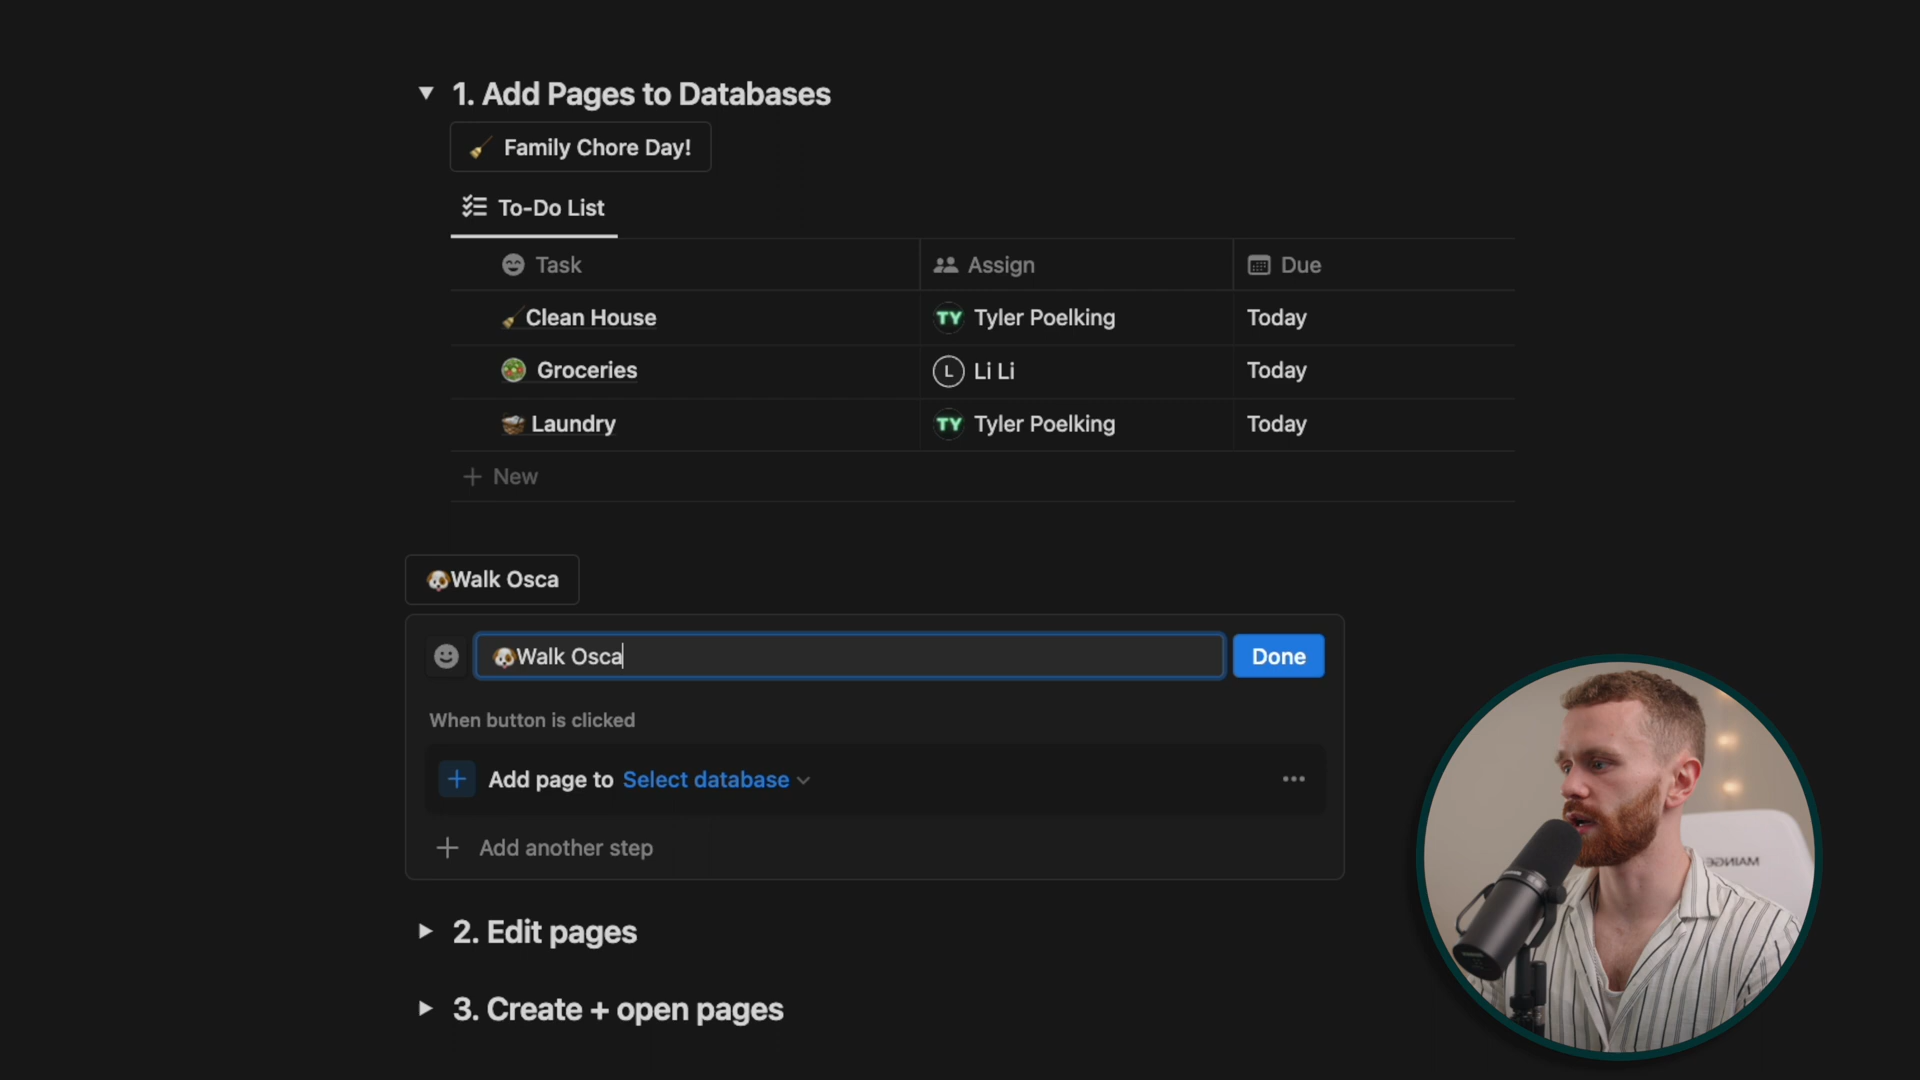 1. Add Pages to Databases
🧹 Family Chore Day!
To-Do List
Task Assign Due
🧹Clean House TY Tyler Poelking Today
🥗 Groceries L Li Li Today
🧺 Laundry TY Tyler Poelking Today
+ New
🐶Walk Osca
🐶Walk Osca Done
When button is clicked
+ Add page to Select database
+ Add another step
2. Edit pages
3. Create + open pages